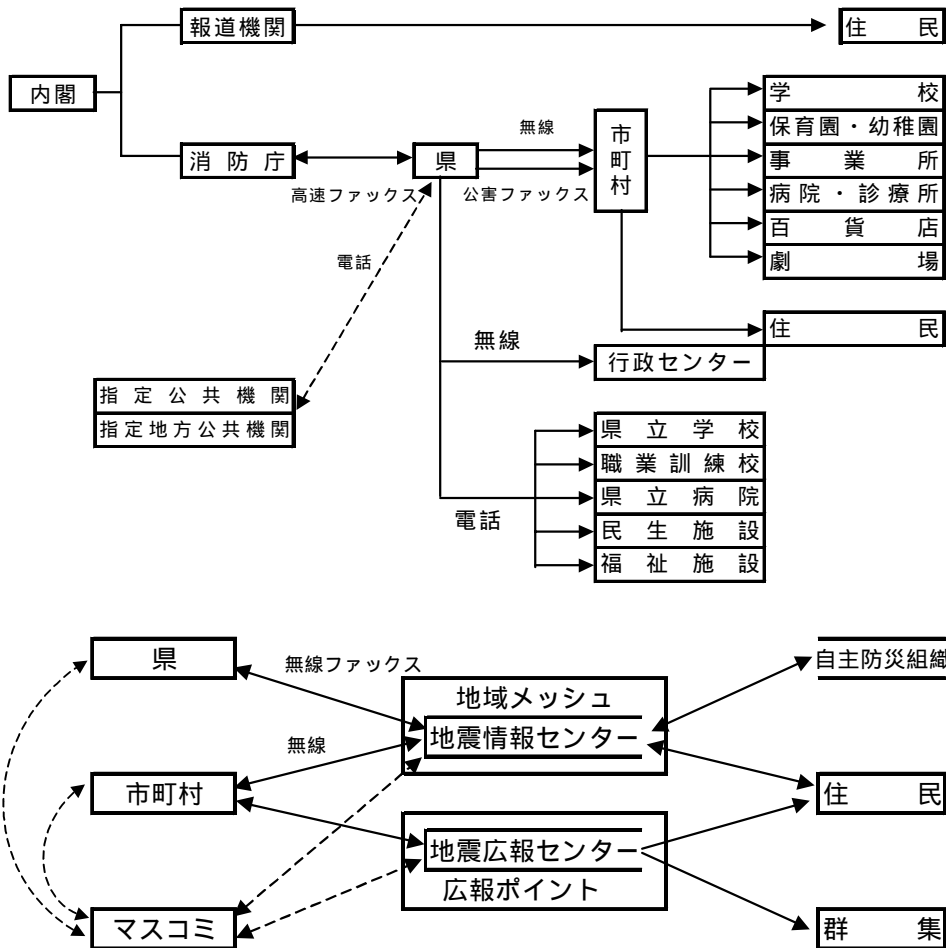 報道機関
住民
内閣
学校
無線
市町村
保育園・幼稚園
消防庁
県
事業所
高速ファックス
公害ファックス
病院・診療所
百貨店
電話
劇場
住民
無線
行政センター
指定公共機関
指定地方公共機関
県立学校
職業訓練校
県立病院
電話
民生施設
福祉施設
県
無線ファックス
自主防災組織
地域メッシュ
地震情報センター
無線
市町村
住民
地震広報センター
広報ポイント
マスコミ
群集